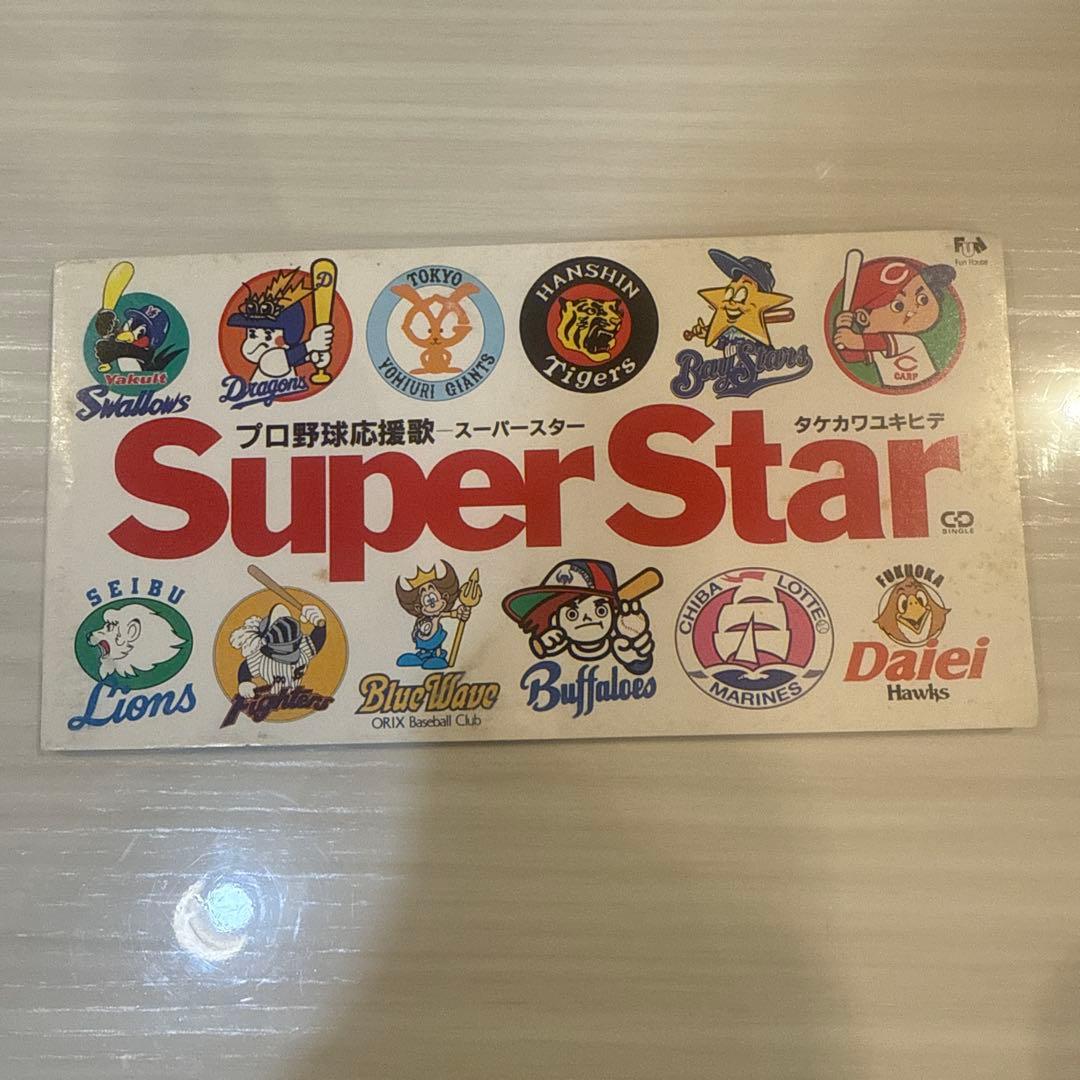 Fun
Fun House
Yakult
Swallows
D
Dragons
TOKYO
YOMIURI GIANTS
HANSHIN
Tigers
BayStars
C
C
CARP
プロ野球応援歌―スーパースター
タケカワユキヒデ
Super Star
CD
SINGLE
SEIBU
Lions
Fighters
BlueWave
ORIX Baseball Club
Buffaloes
CHIBA LOTTE
MARINES
FUKUOKA
Daiei
Hawks